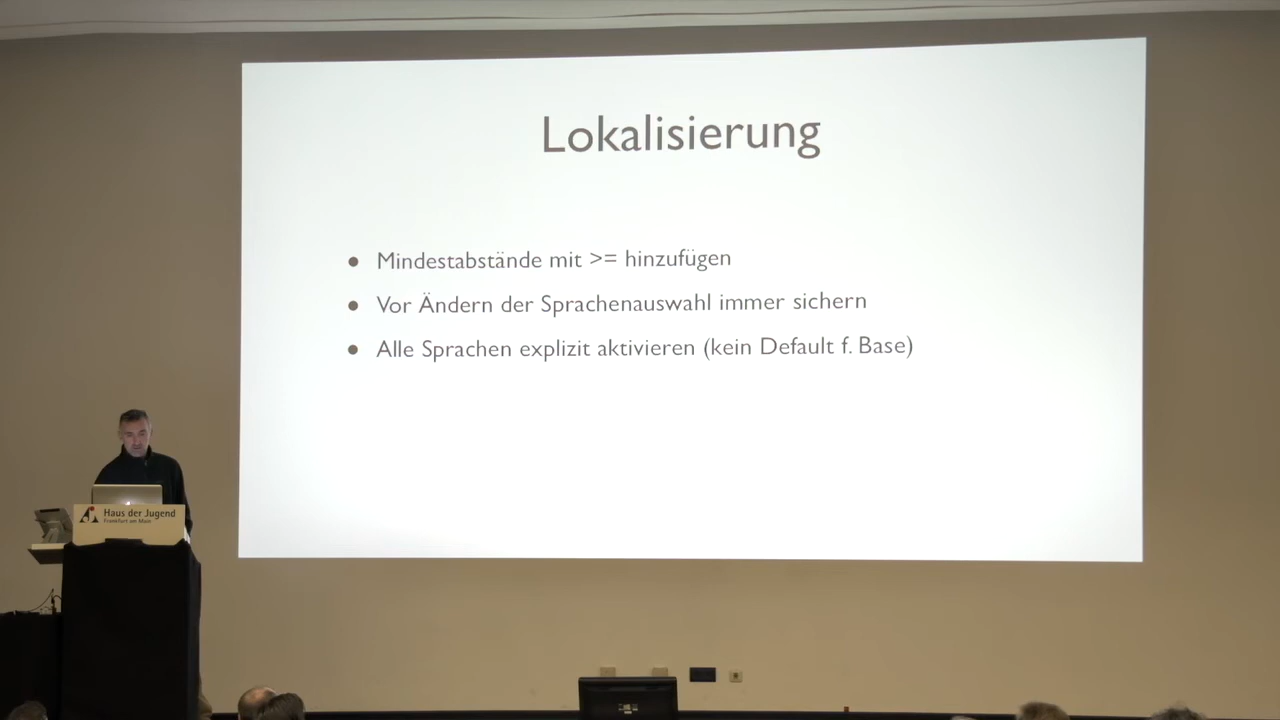 Lokalisierung
• Mindestabstände mit >= hinzufügen
• Vor Ändern der Sprachenauswahl immer sichern
• Alle Sprachen explizit aktivieren (kein Default f. Base)
Haus der Jugend
Frankfurt am Main